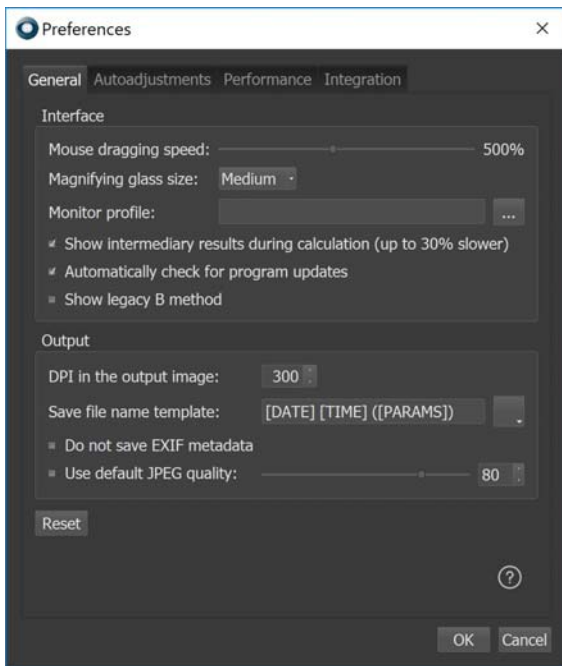 Preferences
General Autoadjustments Performance Integration
Interface
Mouse dragging speed: 500%
Magnifying glass size: Medium
Monitor profile: ...
Show intermediary results during calculation (up to 30% slower)
Automatically check for program updates
Show legacy B method
Output
DPI in the output image: 300
Save file name template: [DATE] [TIME] ([PARAMS])
Do not save EXIF metadata
Use default JPEG quality: 80
Reset
?
OK Cancel